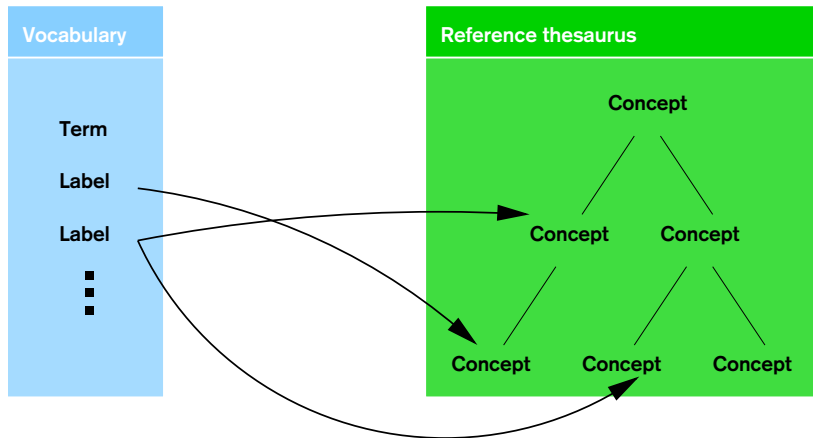 Vocabulary
Term
Label
Label
Reference thesaurus
Concept
Concept Concept
Concept Concept Concept